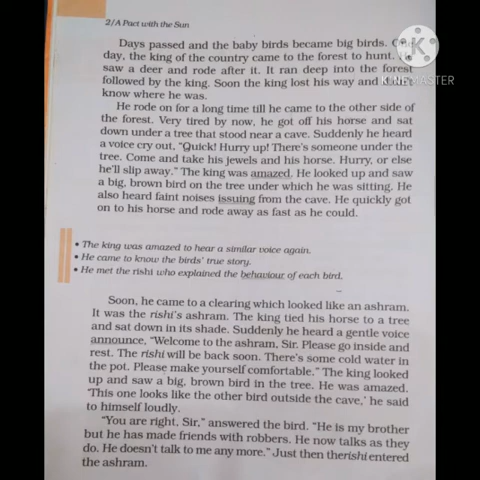 2/A Pact with the Sun
Days passed and the baby birds became big birds.
day, the king of the country came to the forest to hunt.
saw a deer and rode after it. It ran deep into the forest
followed by the king. Soon the king lost his way and
know where he was.
He rode on for a long time till he came to the other side of
the forest. Very tired by now, he got off his horse and sat
down under a tree that stood near a cave. Suddenly he heard
a voice cry out, “Quick! Hurry up! There's someone under the
tree. Come and take his jewels and his horse. Hurry, or else
he'll slip away.” The king was amazed. He looked up and saw
a big, brown bird on the tree under which he was sitting. He
also heard faint noises issuing from the cave. He quickly got
on to his horse and rode away as fast as he could.
• The king was amazed to hear a similar voice again.
• He came to know the birds' true story.
• He met the rishi who explained the behaviour of each bird.
Soon, he came to a clearing which looked like an ashram.
It was the rishi's ashram. The king tied his horse to a tree
and sat down in its shade. Suddenly he heard a gentle voice
announce, “Welcome to the ashram, Sir. Please go inside and
rest. The rishi will be back soon. There's some cold water in
the pot. Please make yourself comfortable.” The king looked
up and saw a big, brown bird in the tree. He was amazed.
‘This one looks like the other bird outside the cave,’ he said
to himself loudly.
“You are right, Sir,” answered the bird. “He is my brother
but he has made friends with robbers. He now talks as they
do. He doesn't talk to me any more.” Just then therishi entered
the ashram.